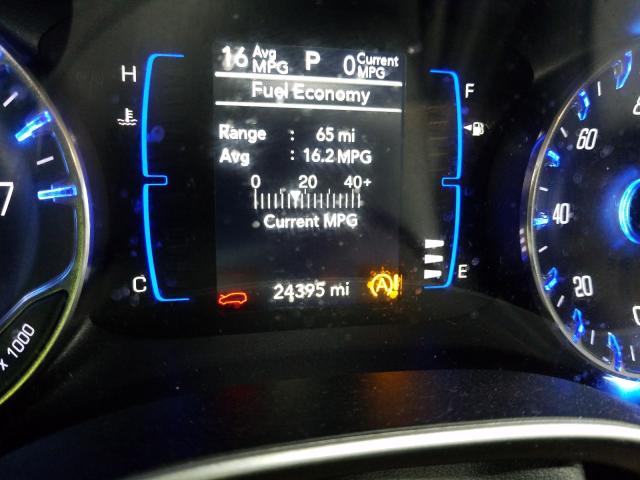 16 Avg MPG P 0 Current MPG
Fuel Economy
H
F
Range : 65 mi
Avg : 16.2 MPG
0 20 40+
Current MPG
C
E
24395 mi
A !
7
x 1000
60
40
20